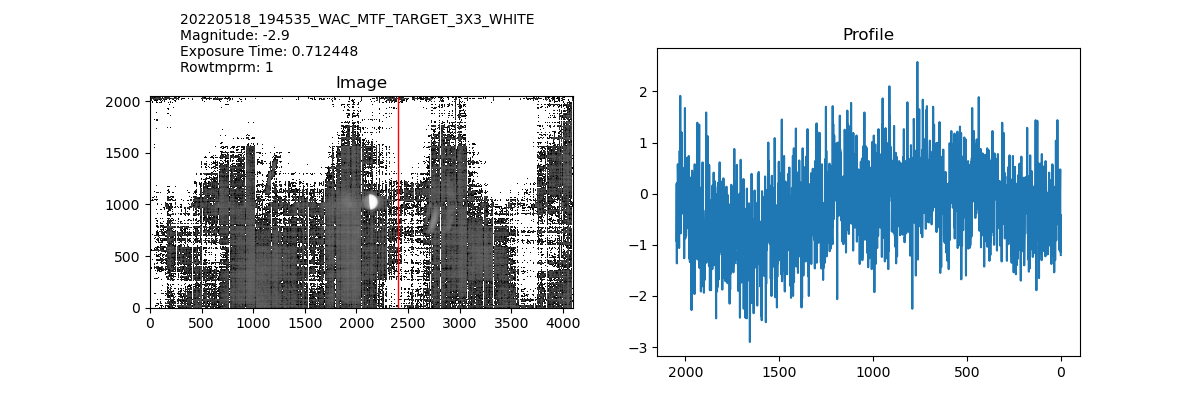 20220518_194535_WAC_MTF_TARGET_3X3_WHITE
Magnitude: -2.9
Exposure Time: 0.712448
Rowtmprm: 1
Image
2000
1500
1000
500
0
0 500 1000 1500 2000 2500 3000 3500 4000
Profile
2
1
0
−1
−2
−3
2000 1500 1000 500 0